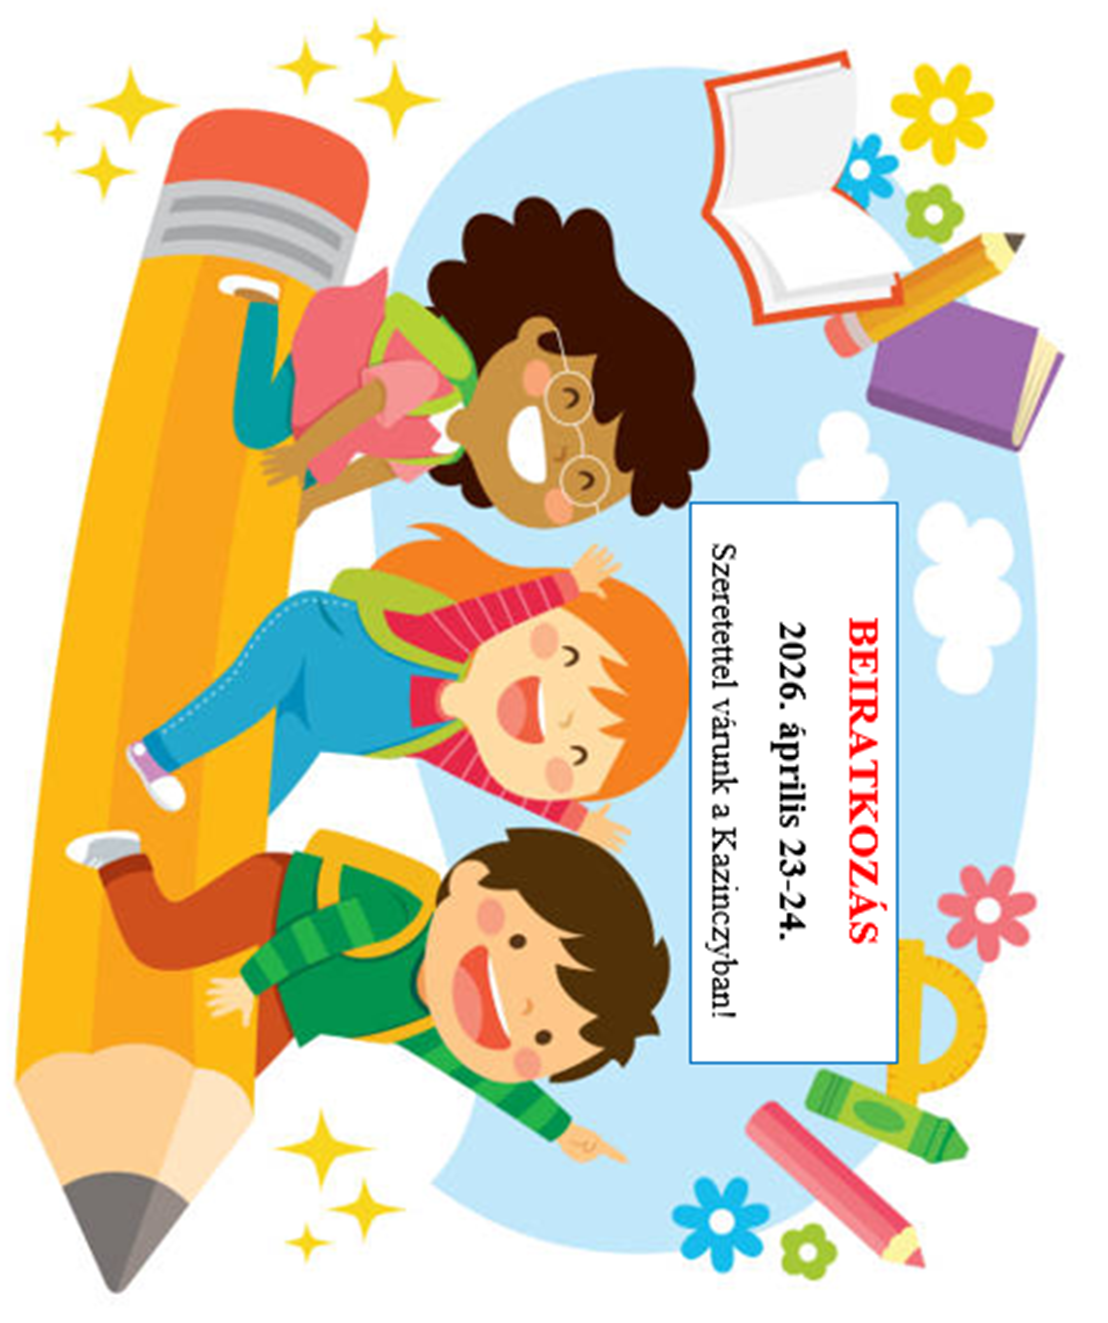 BEIRATKOZÁS
2026. április 23-24.
Szeretettel várunk a Kazinczyban!